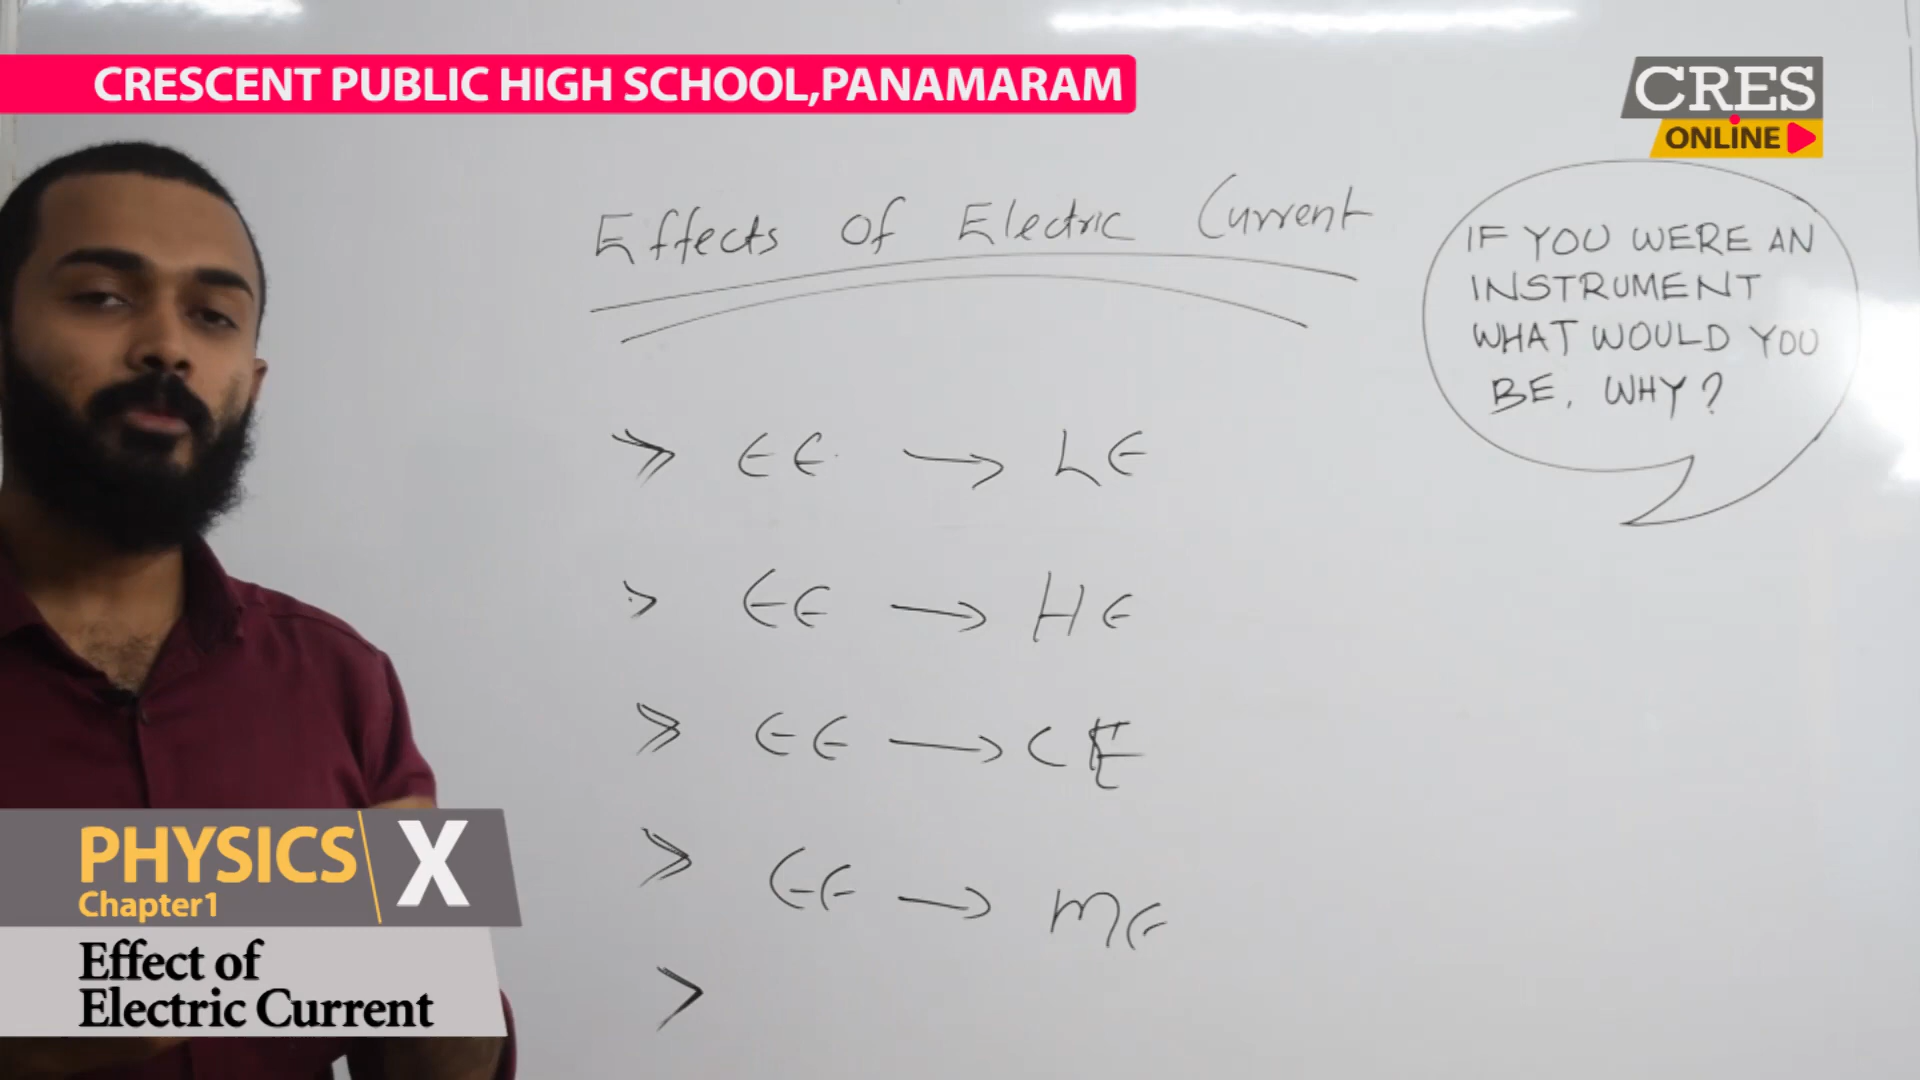 CRESCENT PUBLIC HIGH SCHOOL,PANAMARAM
CRES
ONLINE
Effects Of Electric Current
IF YOU WERE AN
INSTRUMENT
WHAT WOULD YOU
BE, WHY?
> EE → LE
> EE → HE
> EE → CE
> EE → ME
>
PHYSICS X
Chapter1
Effect of
Electric Current